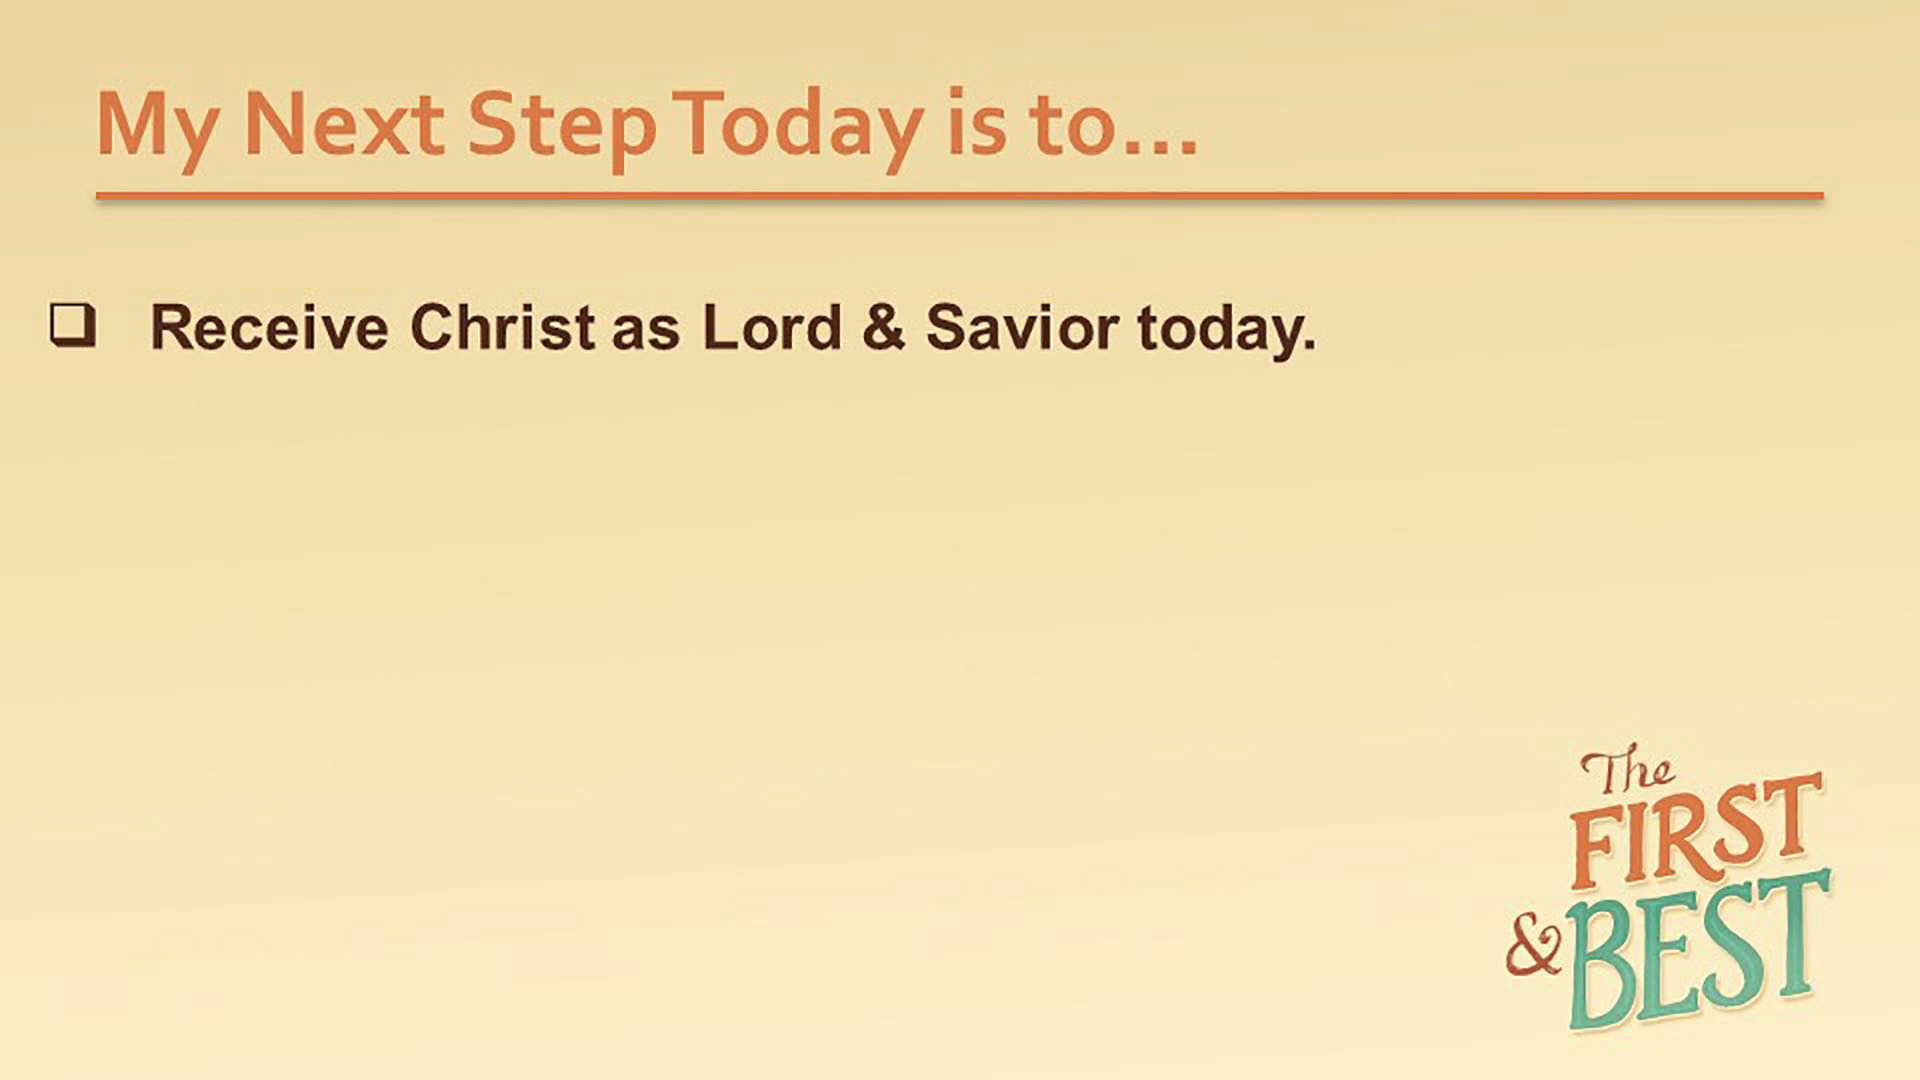 My Next Step Today is to...
Receive Christ as Lord & Savior today.
The
FIRST
& BEST